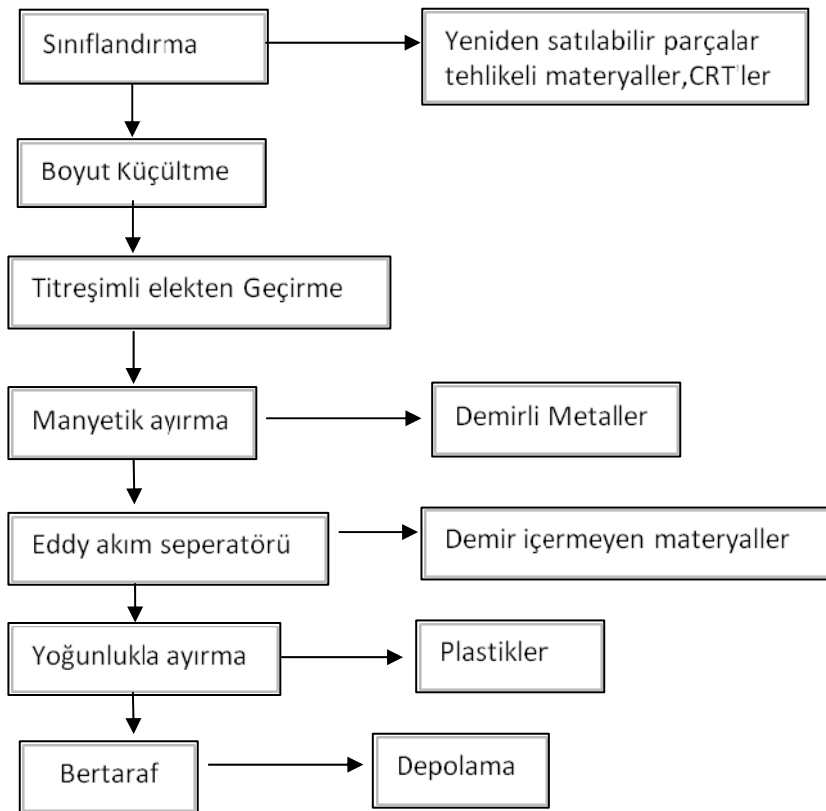 Sınıflandırma
Yeniden satılabilir parçalar
tehlikeli materyaller,CRT'ler
Boyut Küçültme
Titreşimli elekten Geçirme
Manyetik ayırma
Demirli Metaller
Eddy akım seperatörü
Demir içermeyen materyaller
Yoğunlukla ayırma
Plastikler
Bertaraf
Depolama